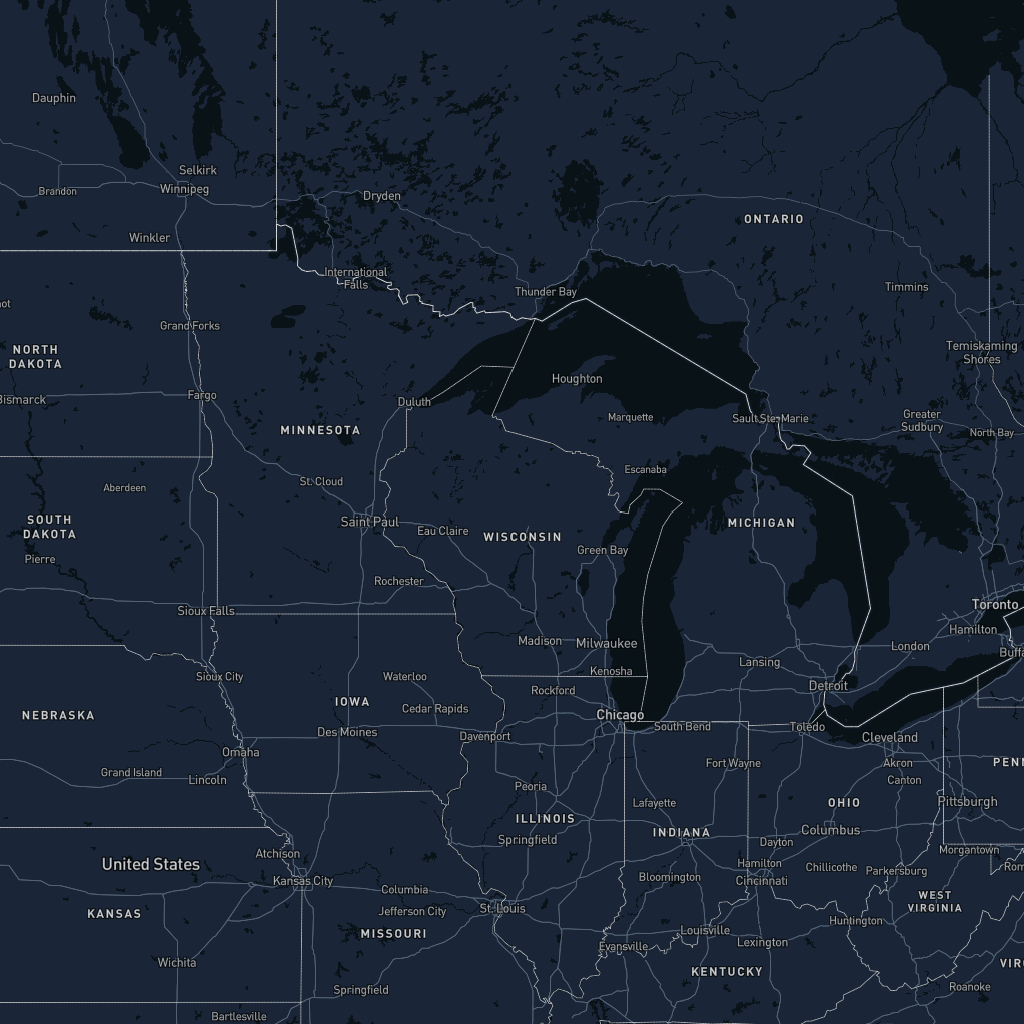 Dauphin
Selkirk
Brandon
Winnipeg
Dryden
ONTARIO
Winkler
International
Falls
Thunder Bay
Timmins
ot
Grand Forks
NORTH
DAKOTA
Temiskaming
Shores
Houghton
Bismarck
Fargo
Duluth
Marquette
Sault Ste. Marie
Greater
Sudbury
North Bay
MINNESOTA
Escanaba
Aberdeen
St. Cloud
SOUTH
DAKOTA
Saint Paul
Eau Claire
WISCONSIN
MICHIGAN
Pierre
Green Bay
Rochester
Sioux Falls
Toronto
Hamilton
Madison
Milwaukee
London
Buffa
Lansing
Kenosha
Sioux City
Waterloo
Rockford
Detroit
IOWA
Cedar Rapids
NEBRASKA
Chicago
South Bend
Toledo
Des Moines
Davenport
Cleveland
Omaha
Fort Wayne
Akron
PENN
Grand Island
Lincoln
Peoria
Canton
Lafayette
OHIO
Pittsburgh
ILLINOIS
INDIANA
Columbus
Springfield
Dayton
Morgantown
Atchison
United States
Hamilton
Chillicothe
Parkersburg
Rom
Kansas City
Bloomington
Cincinnati
Columbia
WEST
VIRGINIA
KANSAS
Jefferson City
St. Louis
Huntington
MISSOURI
Louisville
Evansville
Lexington
Wichita
KENTUCKY
VIRG
Springfield
Roanoke
Bartlesville